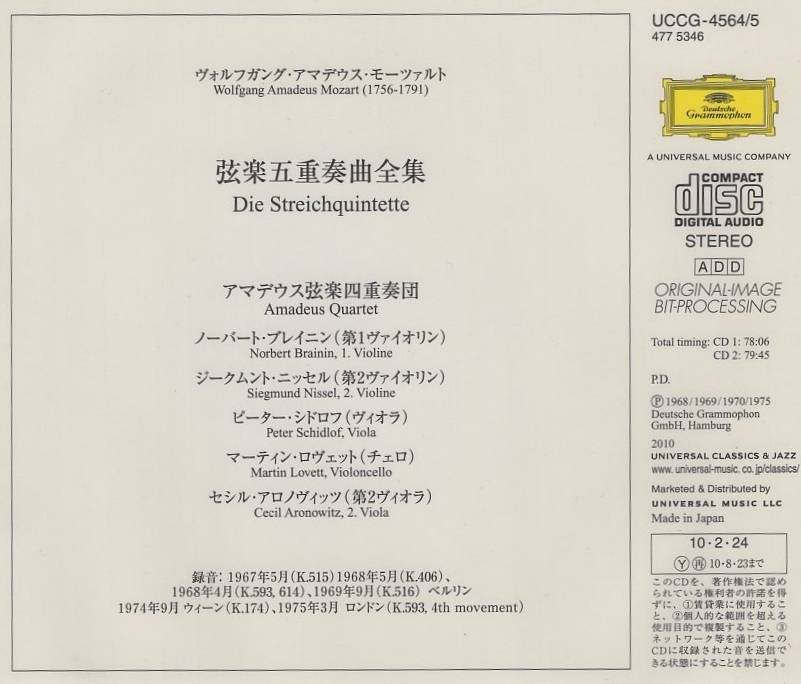 ヴォルフガング・アマデウス・モーツァルト
Wolfgang Amadeus Mozart (1756-1791)
弦楽五重奏曲全集
Die Streichquintette
アマデウス弦楽四重奏団
Amadeus Quartet
ノーバート・ブレイニン（第1ヴァイオリン）
Norbert Brainin, 1. Violine
ジークムント・ニッセル（第2ヴァイオリン）
Siegmund Nissel, 2. Violine
ピーター・シドロフ（ヴィオラ）
Peter Schidlof, Viola
マーティン・ロヴェット（チェロ）
Martin Lovett, Violoncello
セシル・アロノヴィッツ（第2ヴィオラ）
Cecil Aronowitz, 2. Viola
録音：1967年5月（K.515）1968年5月（K.406）、
1968年4月（K.593, 614）、1969年9月（K.516） ベルリン
1974年9月 ウィーン（K.174）、1975年3月 ロンドン（K.593, 4th movement）
UCCG-4564/5
477 5346
Deutsche
Grammophon
A UNIVERSAL MUSIC COMPANY
COMPACT
disc
DIGITAL AUDIO
STEREO
ADD
ORIGINAL-IMAGE
BIT-PROCESSING
Total timing: CD 1: 78:06
CD 2: 79:45
P.D.
Ⓟ 1968/1969/1970/1975
Deutsche Grammophon
GmbH, Hamburg
2010
UNIVERSAL CLASSICS & JAZZ
www. universal-music. co. jp/classics/
Marketed & Distributed by
UNIVERSAL MUSIC LLC
Made in Japan
10・2・24
Ⓨ ㊢ 10・8・23まで
このCDを、著作権法で認め
られている権利者の許諾を得
ずに、①賃貸業に使用するこ
と、②個人的な範囲を超える
使用目的で複製すること、③
ネットワーク等を通じてこの
CDに収録された音を送信で
きる状態にすることを禁じます。